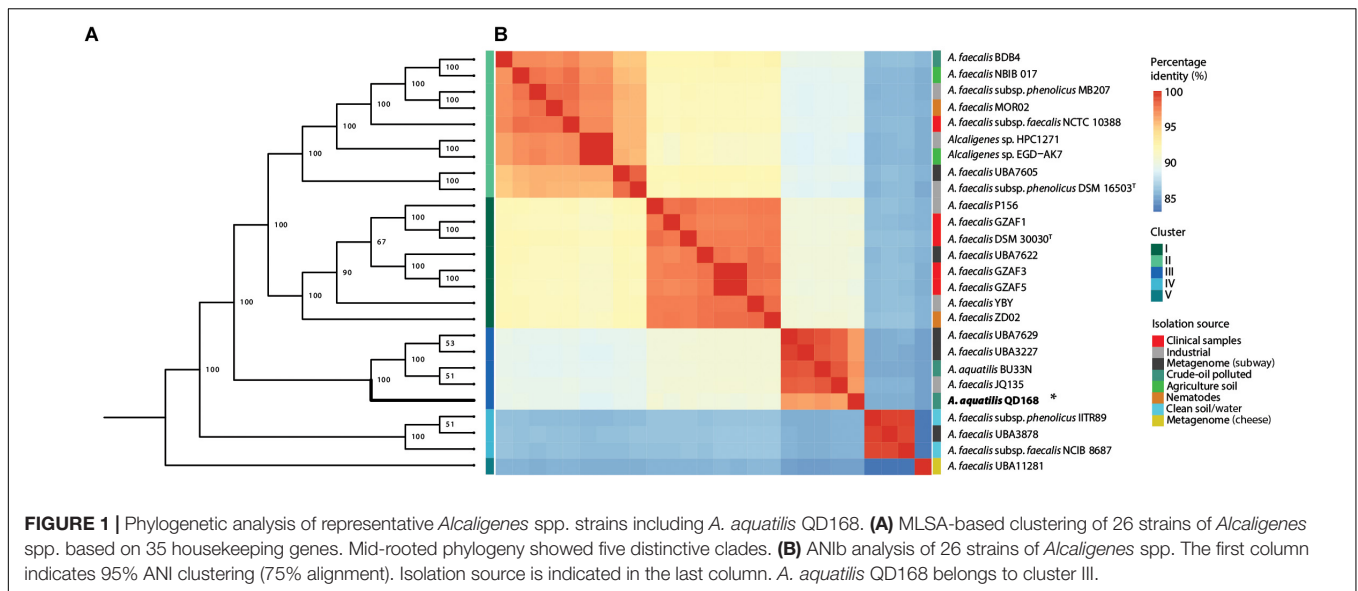 A
B
100
100
100
100
100
100
100
100
100
100
100
100
67
100
90
100
100
100
53
100
51
100
51
100
A. faecalis BDB4
A. faecalis NBIB 017
A. faecalis subsp. phenolicus MB207
A. faecalis MOR02
A. faecalis subsp. faecalis NCTC 10388
Alcaligenes sp. HPC1271
Alcaligenes sp. EGD−AK7
A. faecalis UBA7605
A. faecalis subsp. phenolicus DSM 16503ᵀ
A. faecalis P156
A. faecalis GZAF1
A. faecalis DSM 30030ᵀ
A. faecalis UBA7622
A. faecalis GZAF3
A. faecalis GZAF5
A. faecalis YBY
A. faecalis ZD02
A. faecalis UBA7629
A. faecalis UBA3227
A. aquatilis BU33N
A. faecalis JQ135
A. aquatilis QD168 *
A. faecalis subsp. phenolicus IITR89
A. faecalis UBA3878
A. faecalis subsp. faecalis NCIB 8687
A. faecalis UBA11281
Percentage
identity (%)
100
95
90
85
Cluster
I
II
III
IV
V
Isolation source
Clinical samples
Industrial
Metagenome (subway)
Crude-oil polluted
Agriculture soil
Nematodes
Clean soil/water
Metagenome (cheese)
FIGURE 1 | Phylogenetic analysis of representative Alcaligenes spp. strains including A. aquatilis QD168. (A) MLSA-based clustering of 26 strains of Alcaligenes
spp. based on 35 housekeeping genes. Mid-rooted phylogeny showed five distinctive clades. (B) ANIb analysis of 26 strains of Alcaligenes spp. The first column
indicates 95% ANI clustering (75% alignment). Isolation source is indicated in the last column. A. aquatilis QD168 belongs to cluster III.